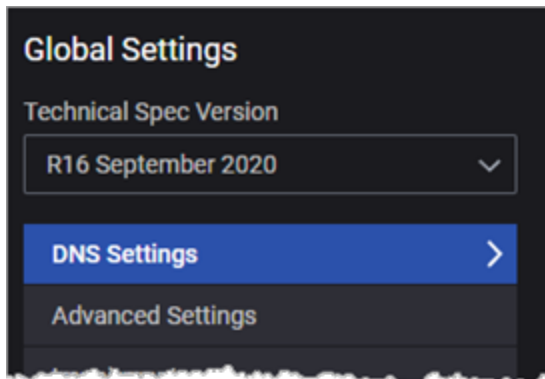 Global Settings
Technical Spec Version
R16 September 2020
DNS Settings
Advanced Settings